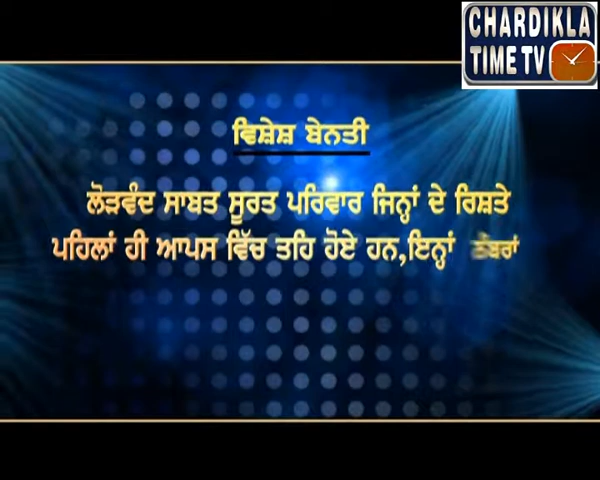 CHARDIKLA
TIME TV
ਵਿਸ਼ੇਸ਼ ਬੇਨਤੀ
ਲੋੜਵੰਦ ਸਾਬਤ ਸੂਰਤ ਪਰਿਵਾਰ ਜਿਨ੍ਹਾਂ ਦੇ ਰਿਸ਼ਤੇ
ਪਹਿਲਾਂ ਹੀ ਆਪਸ ਵਿੱਚ ਤਹਿ ਹੋਏ ਹਨ,ਇਨ੍ਹਾਂ